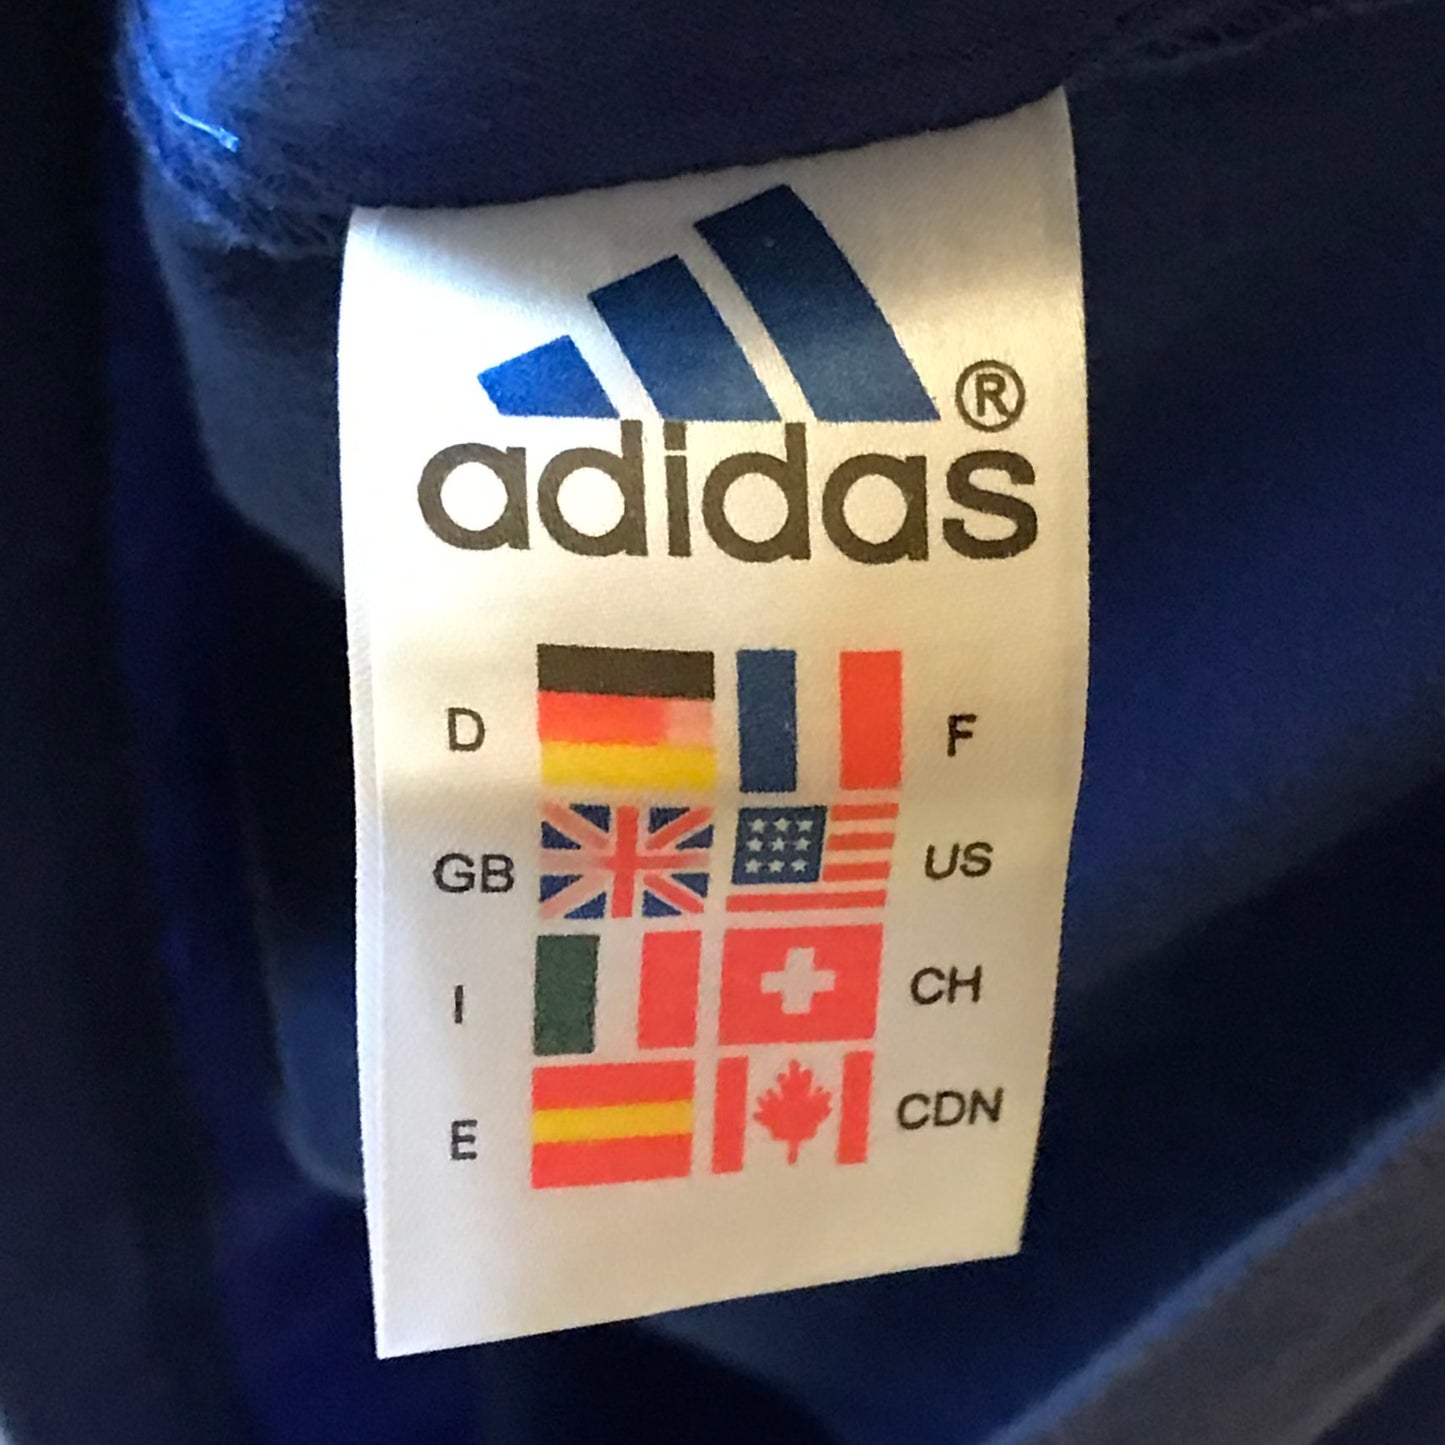 adidas®
D F
GB US
I CH
E CDN